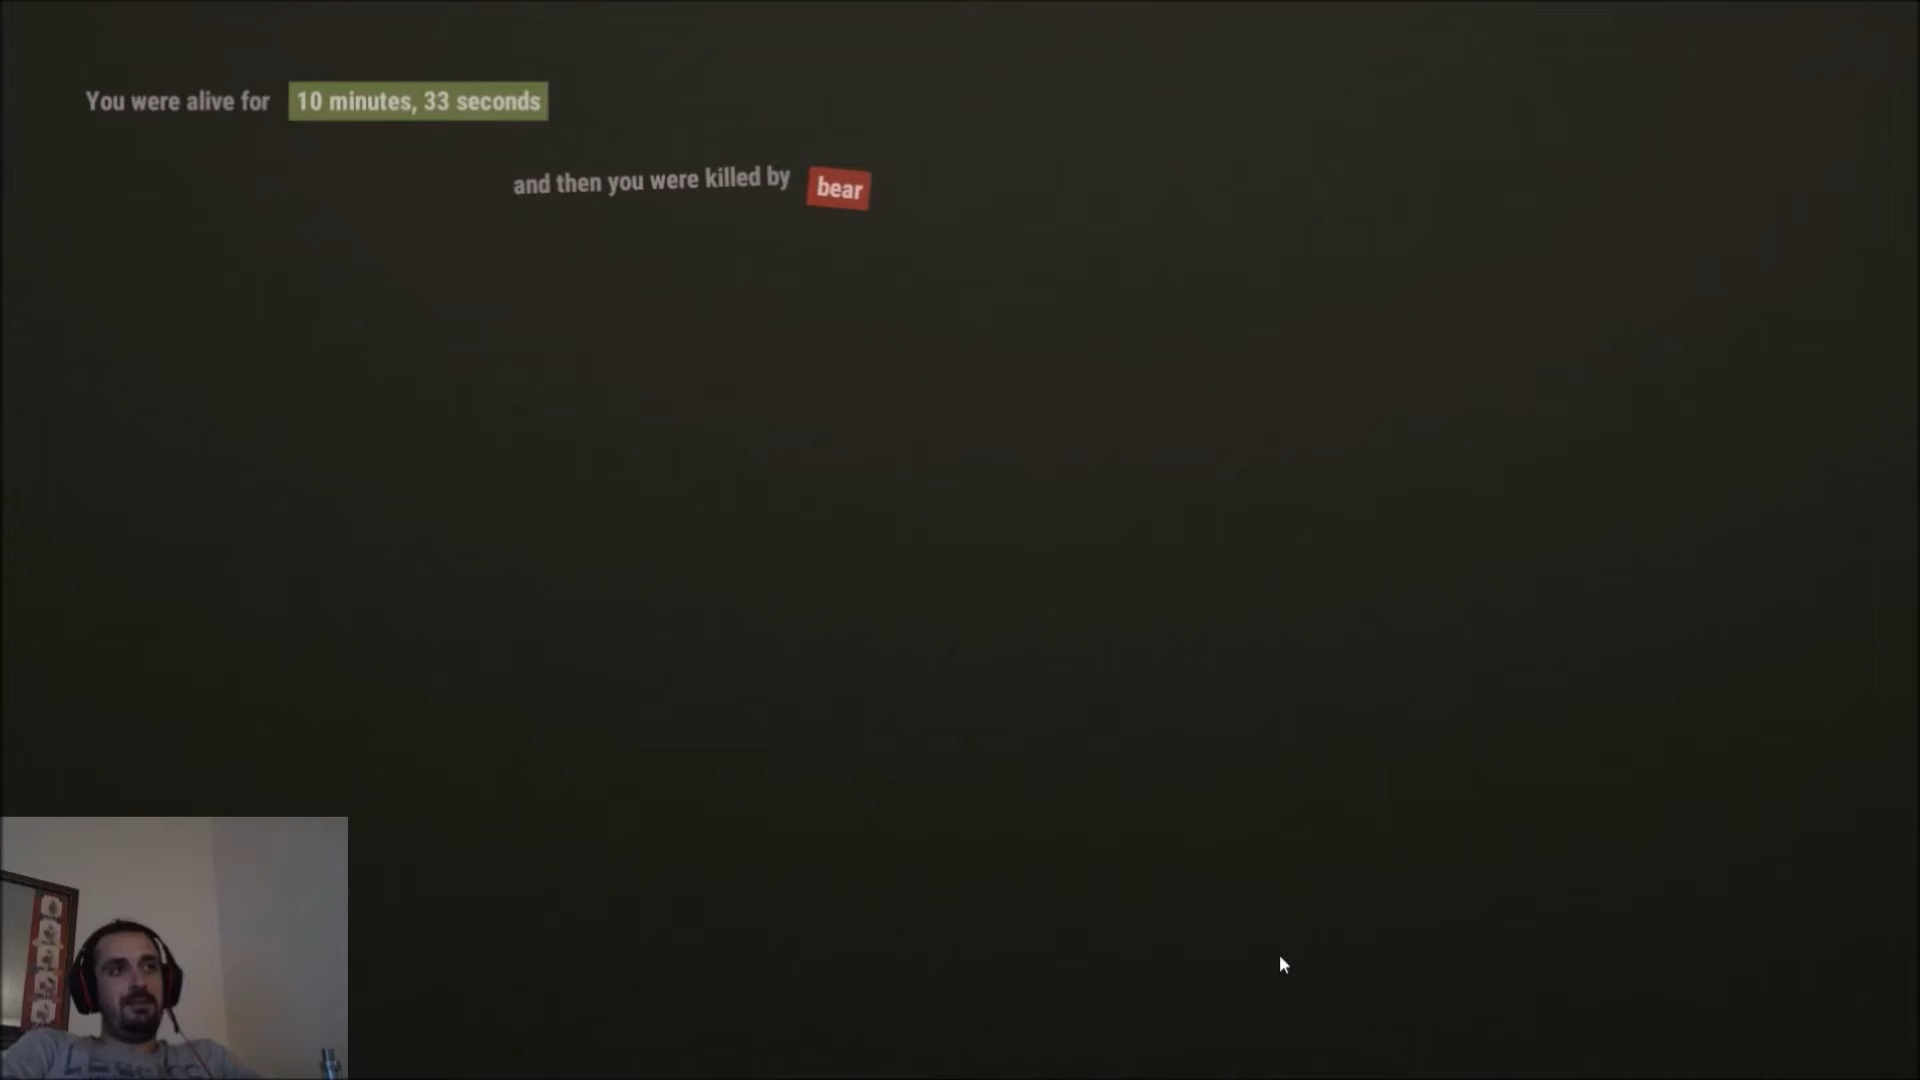 You were alive for 10 minutes, 33 seconds
and then you were killed by bear